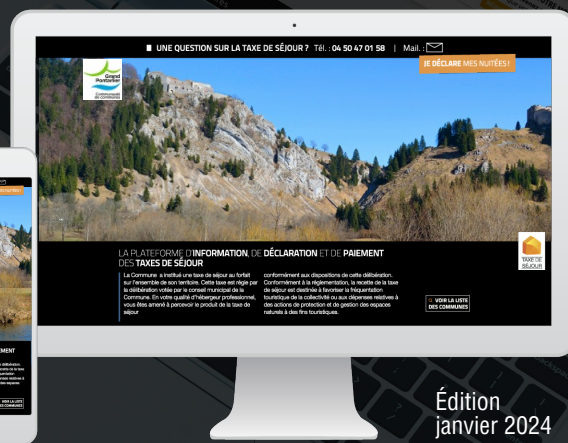 UNE QUESTION SUR LA TAXE DE SÉJOUR ? Tél. : 04 50 47 01 58 | Mail. :
JE DÉCLARE MES NUITÉES !
Grand
Pontarlier
Communauté
de communes
LA PLATEFORME D'INFORMATION, DE DÉCLARATION ET DE PAIEMENT
DES TAXES DE SÉJOUR
La Commune a institué une taxe de séjour au forfait
sur l'ensemble de son territoire. Cette taxe est régie par
la délibération votée par le conseil municipal de la
Commune. En votre qualité d'hébergeur professionnel,
vous êtes amené à percevoir le produit de la taxe de
séjour
conformément aux dispositions de cette délibération.
Conformément à la réglementation, la recette de la taxe
de séjour est destinée à favoriser la fréquentation
touristique de la collectivité ou aux dépenses relatives à
des actions de protection et de gestion des espaces
naturels à des fins touristiques.
TAXE DE
SÉJOUR
VOIR LA LISTE
DES COMMUNES
VOIR LA LISTE
DES COMMUNES
Édition
janvier 2024